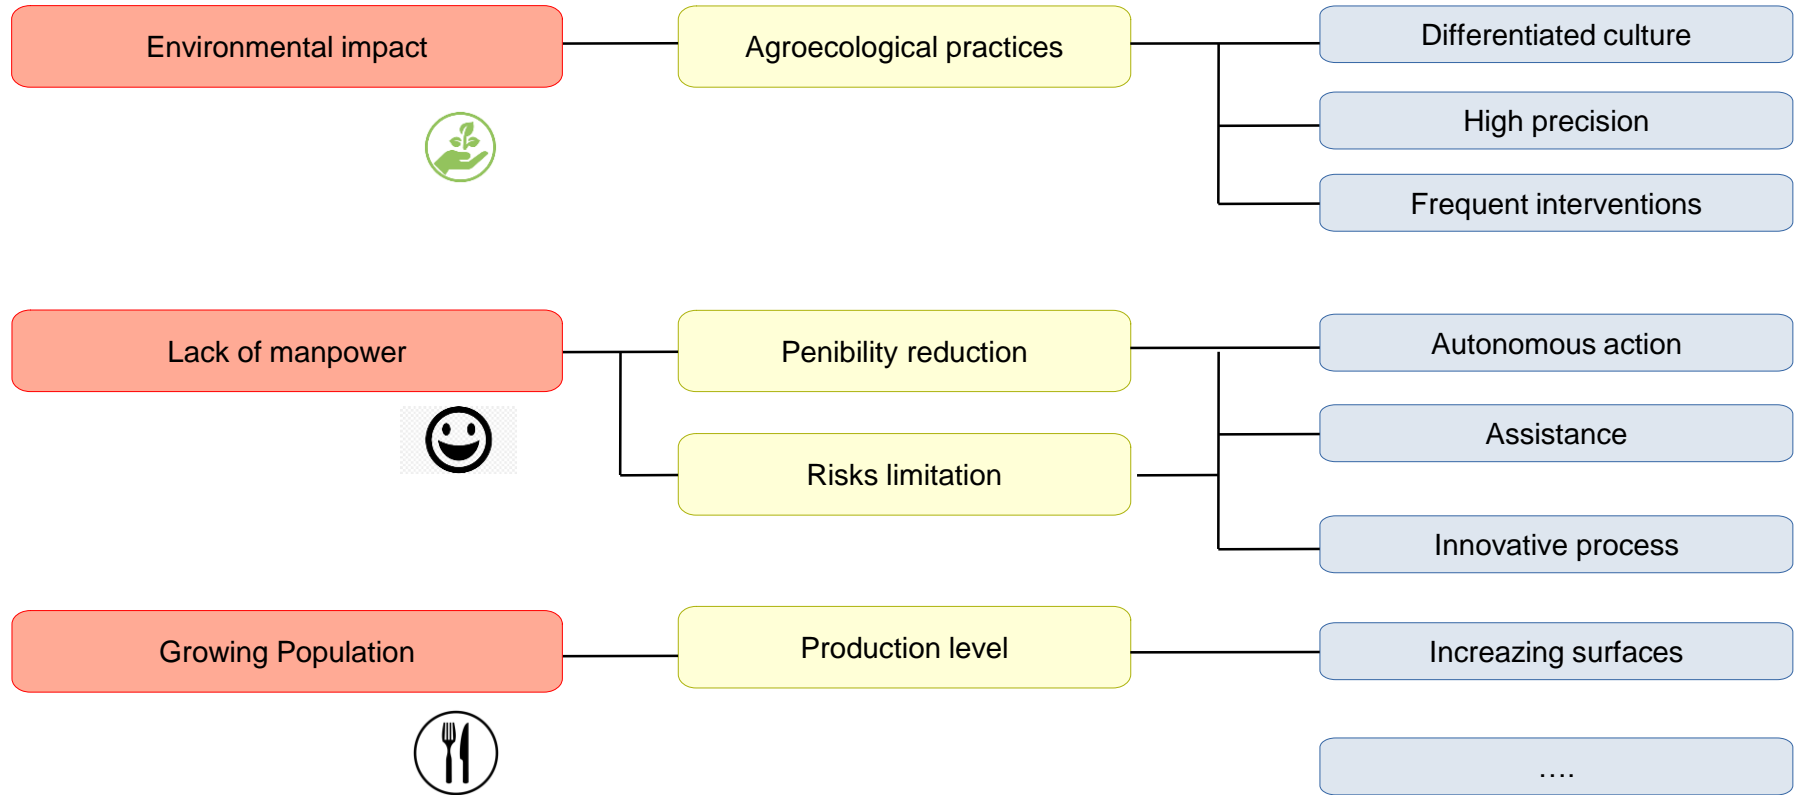 Environmental impact
Agroecological practices
Differentiated culture
High precision
Frequent interventions
Lack of manpower
Penibility reduction
Autonomous action
Assistance
Risks limitation
Innovative process
Growing Population
Production level
Increazing surfaces
....